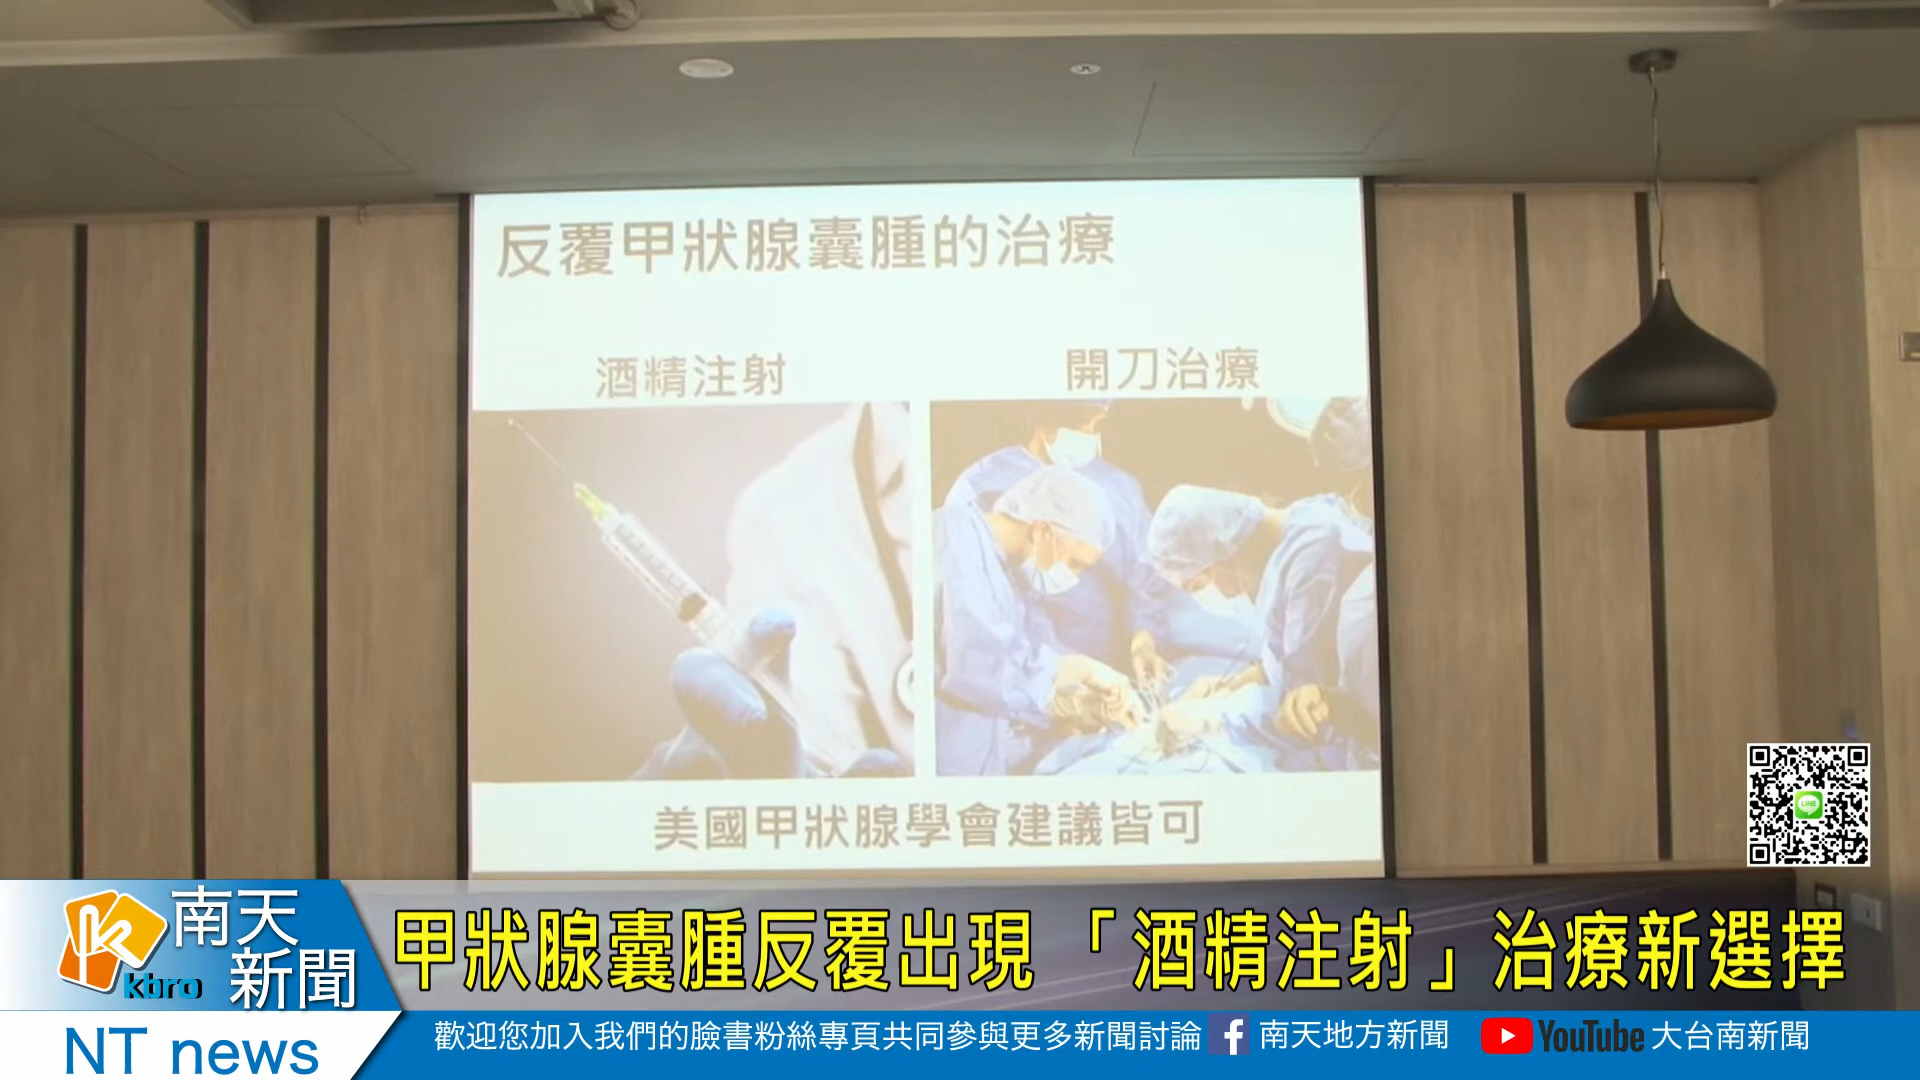 反覆甲狀腺囊腫的治療
酒精注射
開刀治療
美國甲狀腺學會建議皆可
LINE
南天
新聞
kbro
甲狀腺囊腫反覆出現 「酒精注射」治療新選擇
NT news
歡迎您加入我們的臉書粉絲專頁共同參與更多新聞討論 f 南天地方新聞 YouTube 大台南新聞